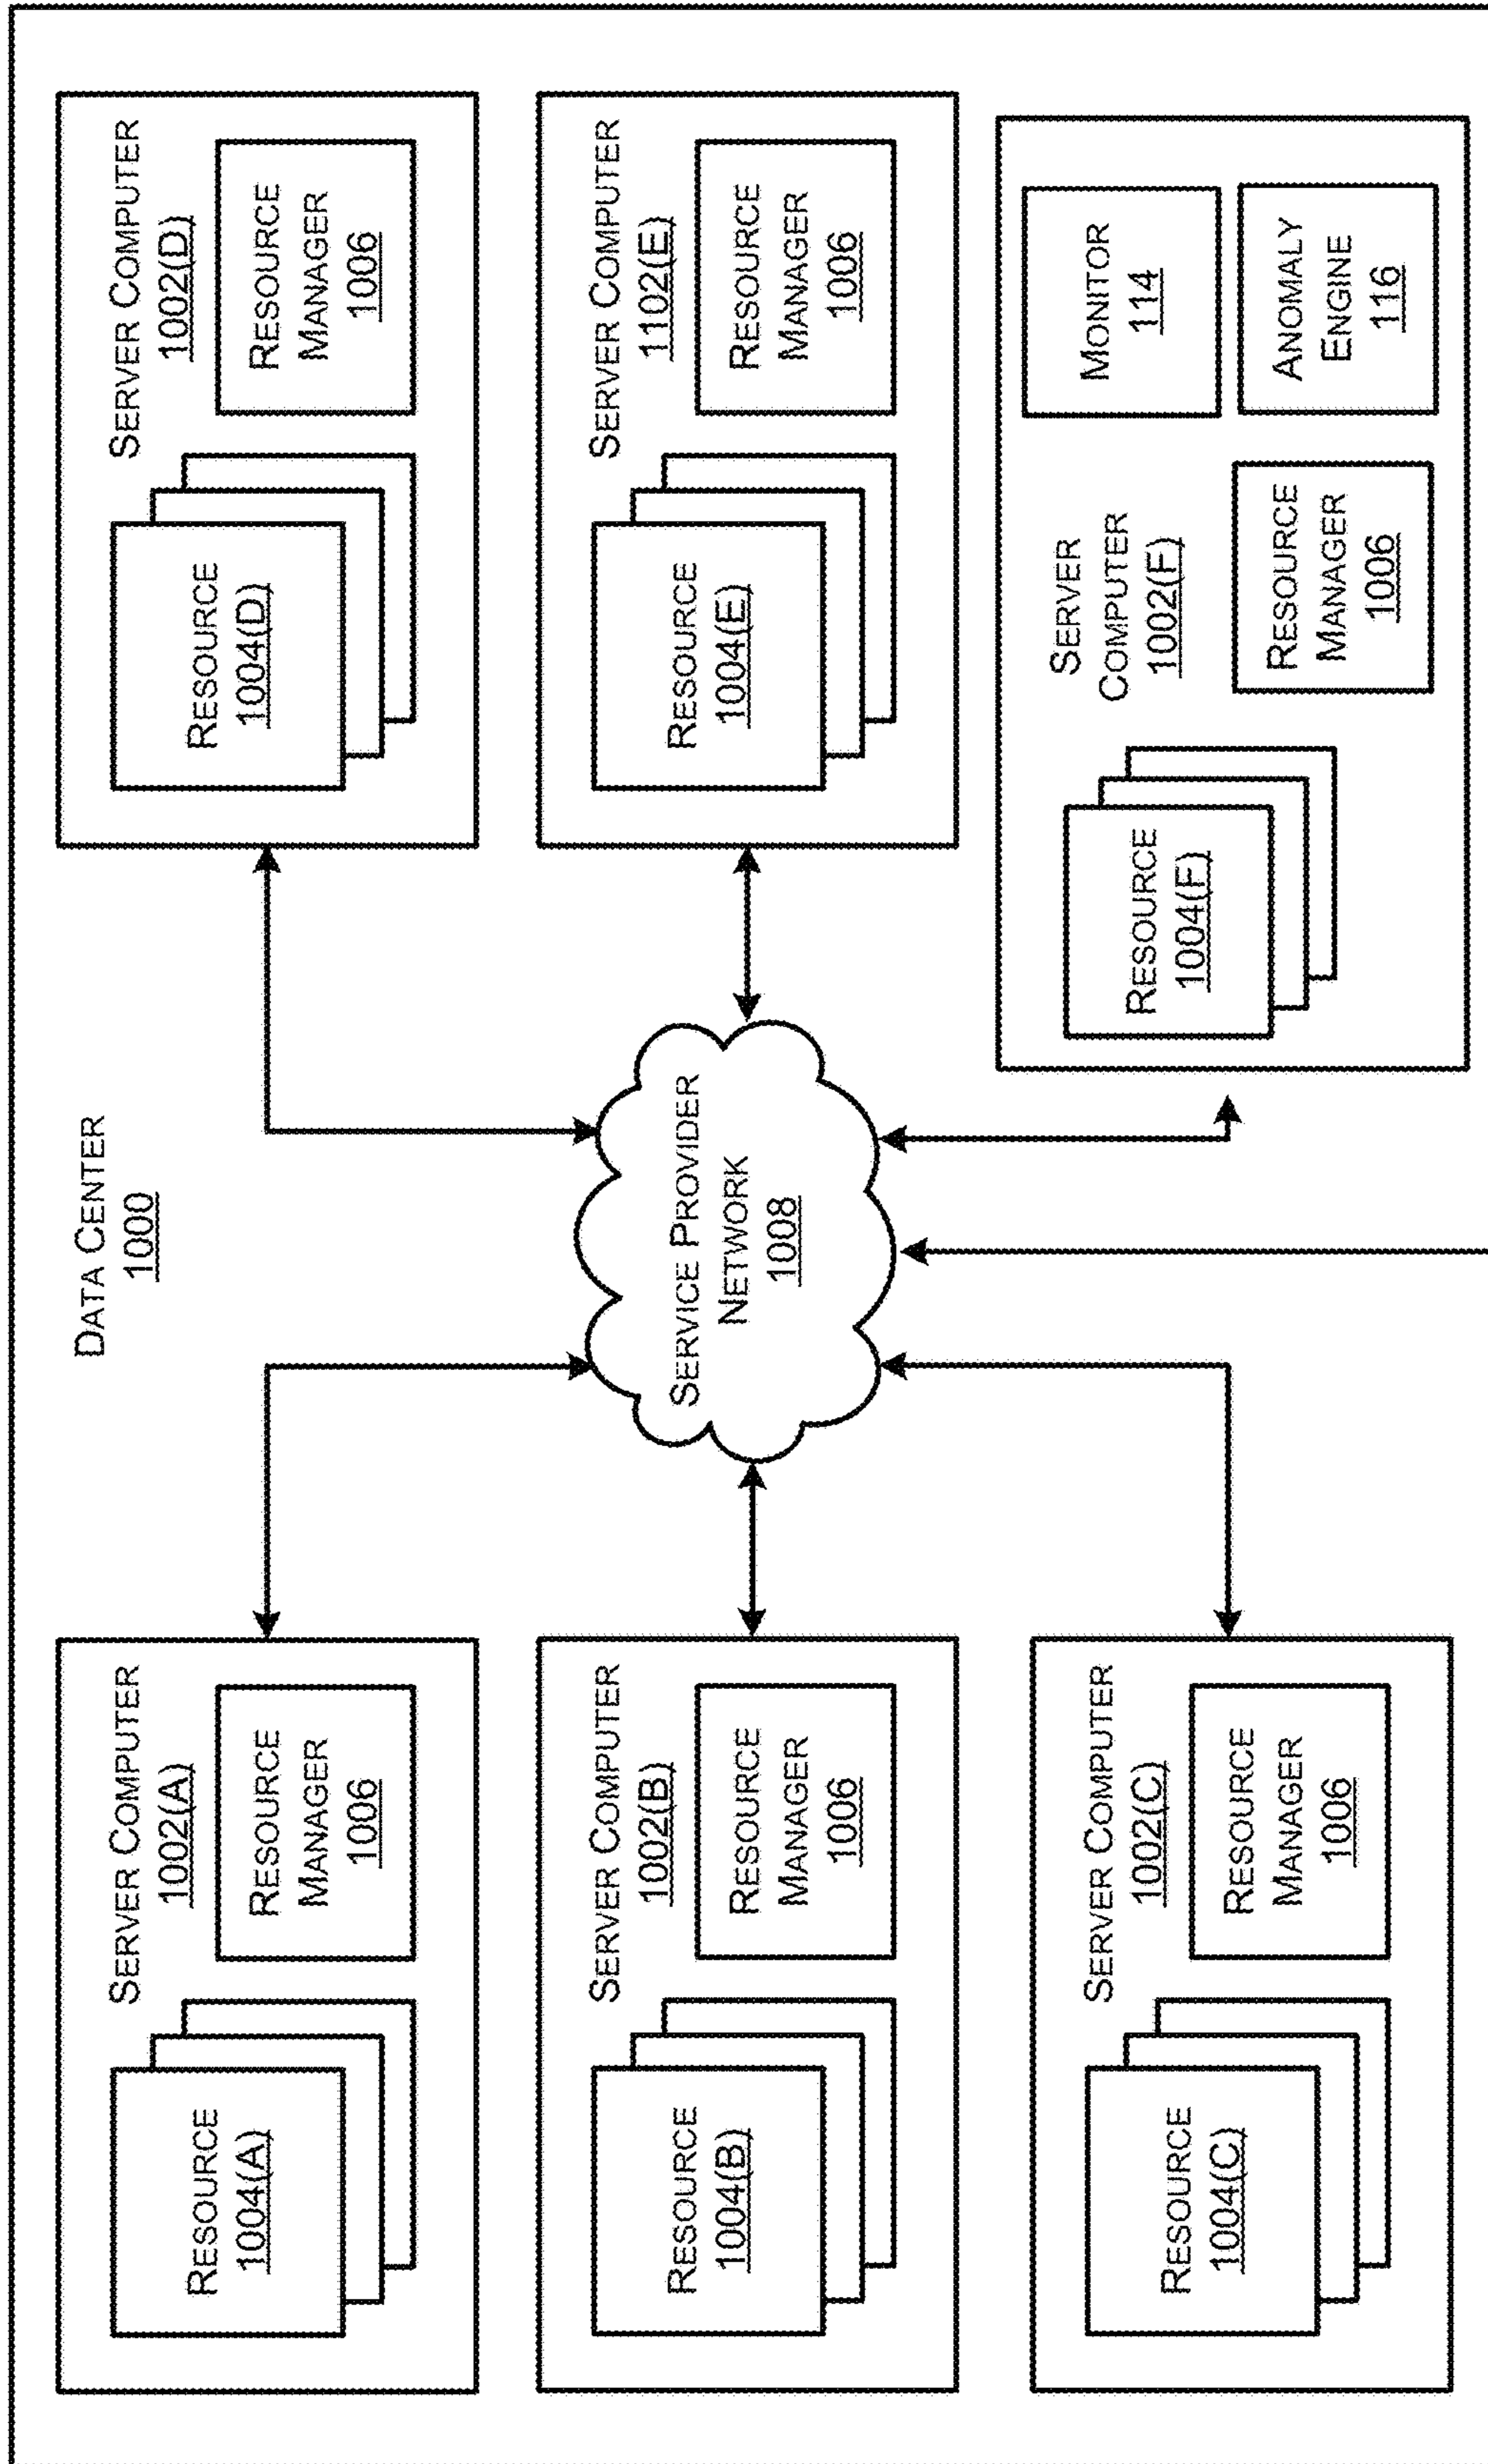 DATA CENTER
1000
SERVER COMPUTER
1002(A)
RESOURCE
1004(A)
RESOURCE
MANAGER
1006
SERVER COMPUTER
1002(B)
RESOURCE
1004(B)
RESOURCE
MANAGER
1006
SERVER COMPUTER
1002(C)
RESOURCE
1004(C)
RESOURCE
MANAGER
1006
SERVICE PROVIDER
NETWORK
1008
SERVER COMPUTER
1002(D)
RESOURCE
1004(D)
RESOURCE
MANAGER
1006
SERVER COMPUTER
1102(E)
RESOURCE
1004(E)
RESOURCE
MANAGER
1006
SERVER
COMPUTER
1002(F)
RESOURCE
1004(F)
RESOURCE
MANAGER
1006
MONITOR
114
ANOMALY
ENGINE
116